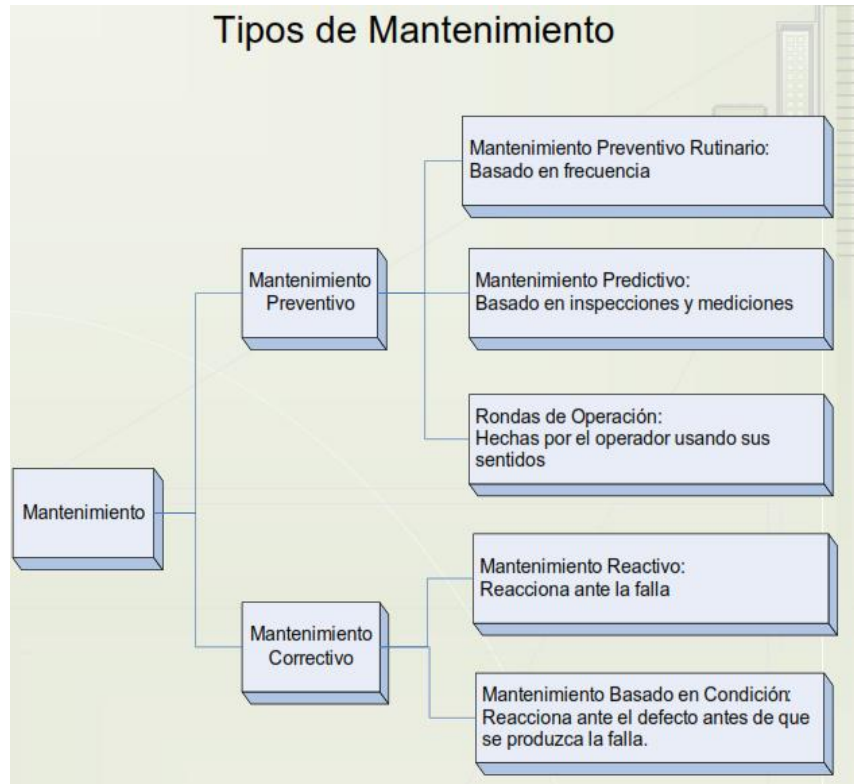 Tipos de Mantenimiento
Mantenimiento Preventivo Rutinario:
Basado en frecuencia
Mantenimiento
Preventivo
Mantenimiento Predictivo:
Basado en inspecciones y mediciones
Rondas de Operación:
Hechas por el operador usando sus
sentidos
Mantenimiento
Mantenimiento Reactivo:
Reacciona ante la falla
Mantenimiento
Correctivo
Mantenimiento Basado en Condición:
Reacciona ante el defecto antes de que
se produzca la falla.